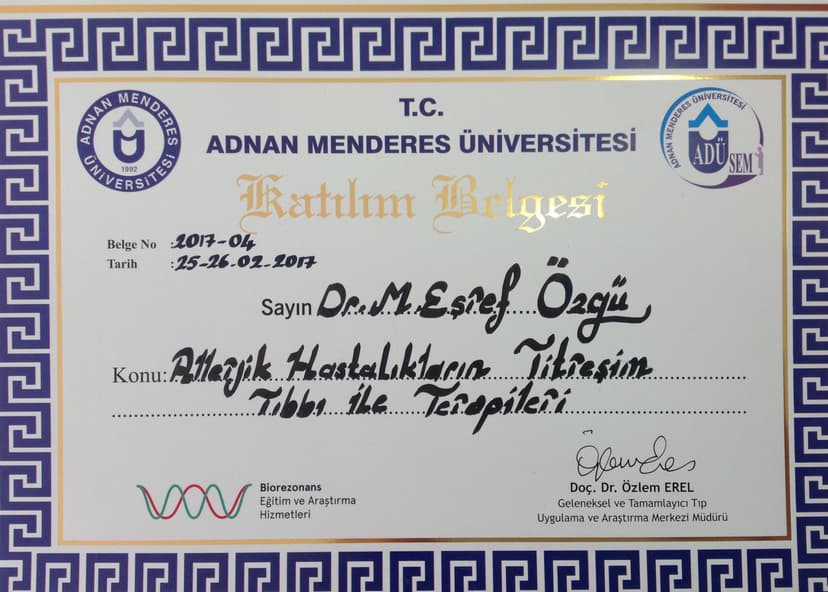 T.C.
ADNAN MENDERES ÜNİVERSİTESİ
ADNAN MENDERES ÜNİVERSİTESİ
1992
ADNAN MENDERES ÜNİVERSİTESİ
ADÜ SEM
Katılım Belgesi
Belge No : 2017-04
Tarih : 25-26.02.2017
Sayın Dr. M. Eşref Özgü
Konu: Allerjik Hastalıkların Titreşim
Tıbbı ile Terapileri
Biorezonans
Eğitim ve Araştırma
Hizmetleri
Doç. Dr. Özlem EREL
Geleneksel ve Tamamlayıcı Tıp
Uygulama ve Araştırma Merkezi Müdürü